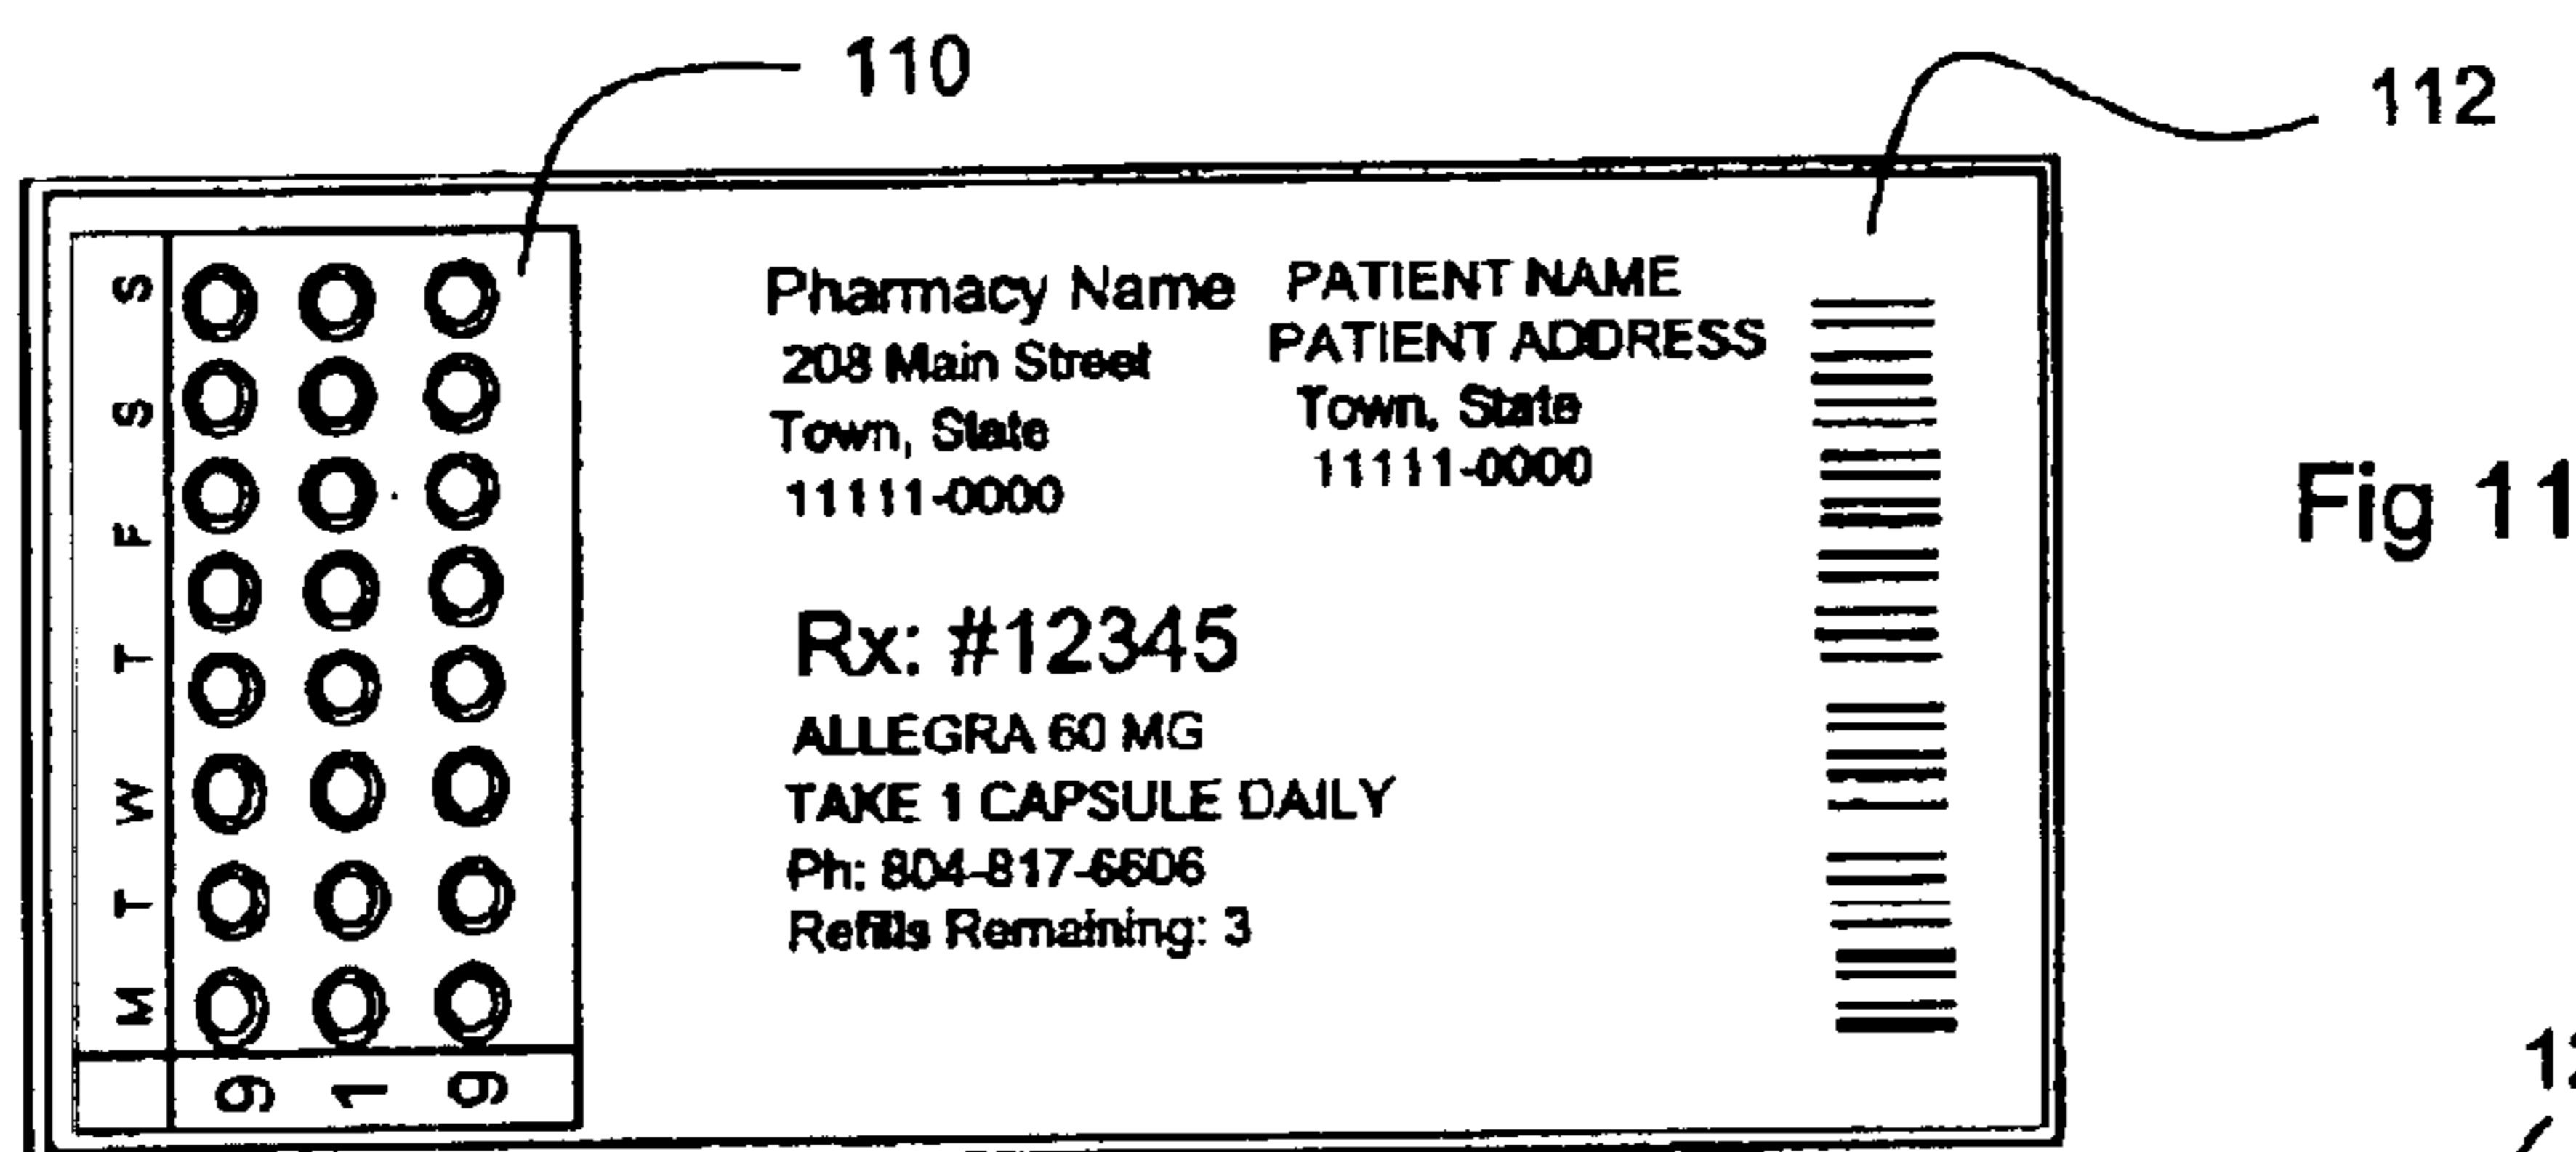 110
112
S
S
F
T
W
T
M
9 1 9
Pharmacy Name
208 Main Street
Town, State
11111-0000
PATIENT NAME
PATIENT ADDRESS
Town, State
11111-0000
Rx: #12345
ALLEGRA 60 MG
TAKE 1 CAPSULE DAILY
Ph: 804-817-6606
Refills Remaining: 3
Fig 11